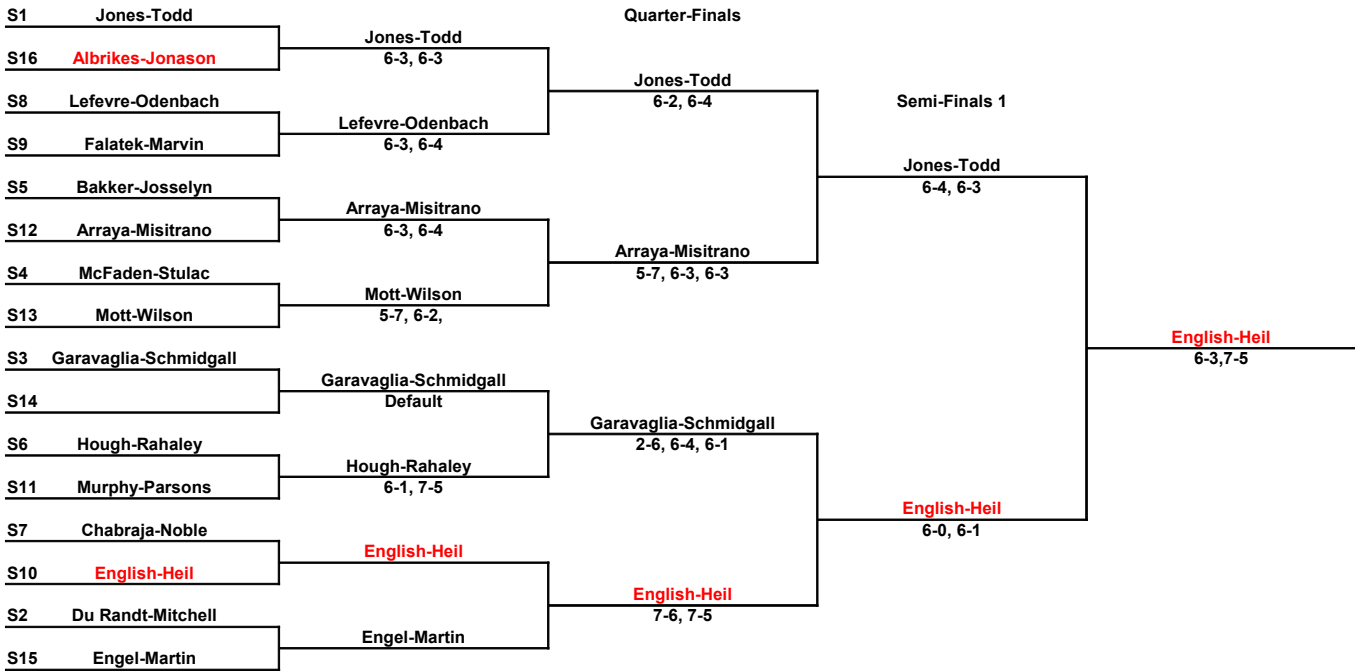 S1 Jones-Todd
Quarter-Finals
Jones-Todd
6-3, 6-3
S16 Albrikes-Jonason
Jones-Todd
6-2, 6-4
S8 Lefevre-Odenbach
Semi-Finals 1
Lefevre-Odenbach
6-3, 6-4
S9 Falatek-Marvin
Jones-Todd
6-4, 6-3
S5 Bakker-Josselyn
Arraya-Misitrano
6-3, 6-4
S12 Arraya-Misitrano
Arraya-Misitrano
5-7, 6-3, 6-3
S4 McFaden-Stulac
Mott-Wilson
5-7, 6-2,
S13 Mott-Wilson
English-Heil
6-3,7-5
S3 Garavaglia-Schmidgall
Garavaglia-Schmidgall
Default
S14
Garavaglia-Schmidgall
2-6, 6-4, 6-1
S6 Hough-Rahaley
Hough-Rahaley
6-1, 7-5
S11 Murphy-Parsons
English-Heil
6-0, 6-1
S7 Chabraja-Noble
English-Heil
S10 English-Heil
English-Heil
7-6, 7-5
S2 Du Randt-Mitchell
Engel-Martin
S15 Engel-Martin